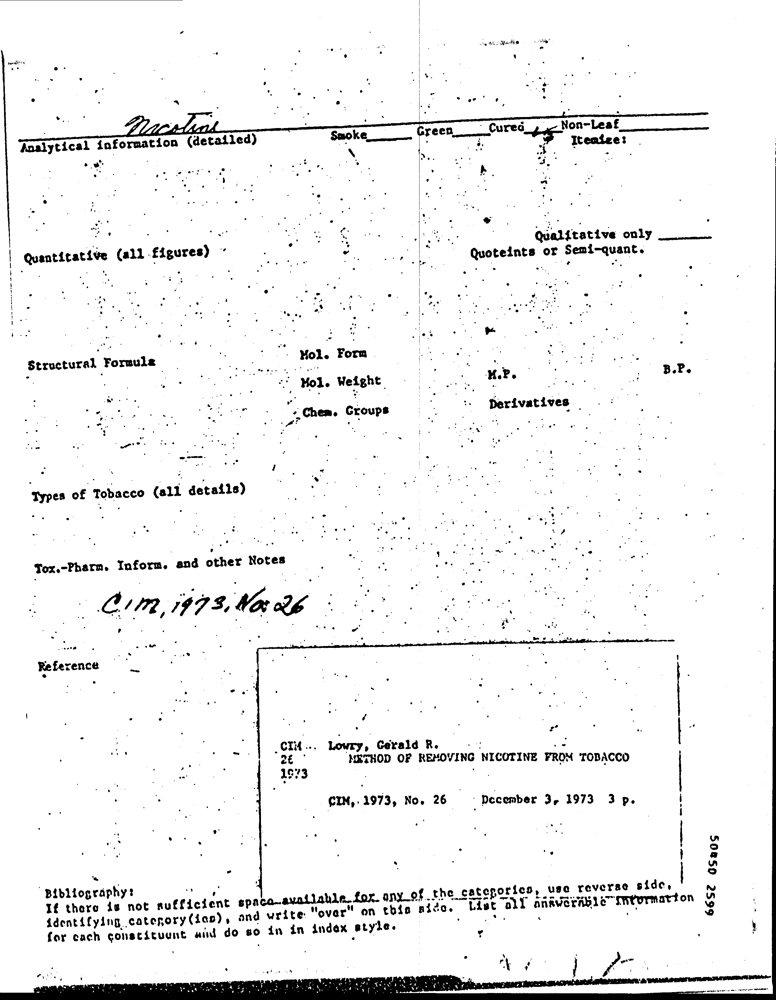 Nicotine
Analytical information (detailed) Smoke Green Cured Non-Leaf
Itemize:
Qualitative only
Quantitative (all figures) Quoteints or Semi-quant.
Structural Formula Mol. Form
Mol. Weight M.P. B.P.
Chem. Groups Derivatives
Types of Tobacco (all details)
Tox.-Pharm. Inform. and other Notes
CIM, 1973, No: 26
Reference
CIM Lowry, Gerald R.
26 METHOD OF REMOVING NICOTINE FROM TOBACCO
1973
CIM, 1973, No. 26 December 3, 1973 3 p.
50850 2599
Bibliography:
If there is not sufficient space available for any of the categories, use reverse side,
identifying category(ies), and write "over" on this side. List all answerable information
for each constituent and do so in in index style.